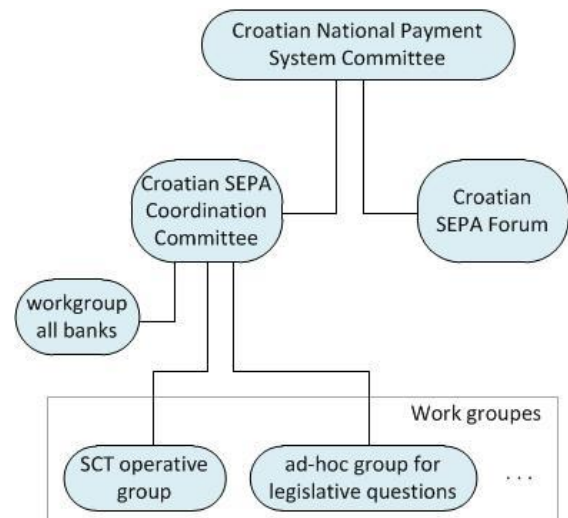 Croatian National Payment
System Committee
Croatian SEPA
Coordination
Committee
Croatian
SEPA Forum
workgroup
all banks
Work groupes
SCT operative
group
ad-hoc group for
legislative questions
...